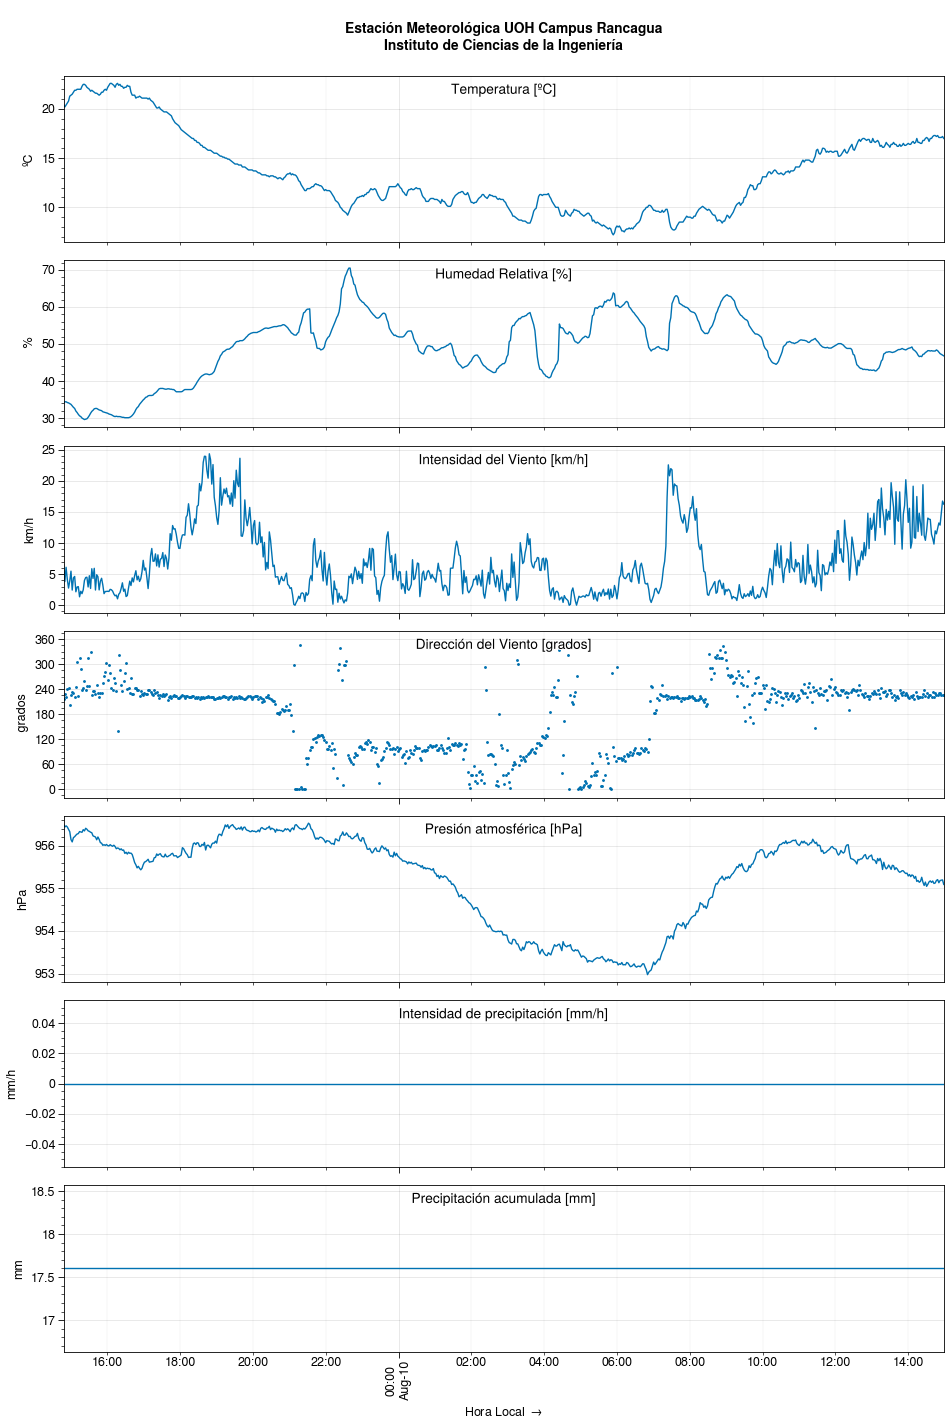 Estación Meteorológica UOH Campus Rancagua
Instituto de Ciencias de la Ingeniería
Temperatura [ºC]
ºC
20
15
10
Humedad Relativa [%]
%
70
60
50
40
30
Intensidad del Viento [km/h]
km/h
25
20
15
10
5
0
Dirección del Viento [grados]
grados
360
300
240
180
120
60
0
Presión atmosférica [hPa]
hPa
956
955
954
953
Intensidad de precipitación [mm/h]
mm/h
0.04
0.02
0
−0.02
−0.04
Precipitación acumulada [mm]
mm
18.5
18
17.5
17
16:00 18:00 20:00 22:00 00:00 02:00 04:00 06:00 08:00 10:00 12:00 14:00
Aug-10
Hora Local →